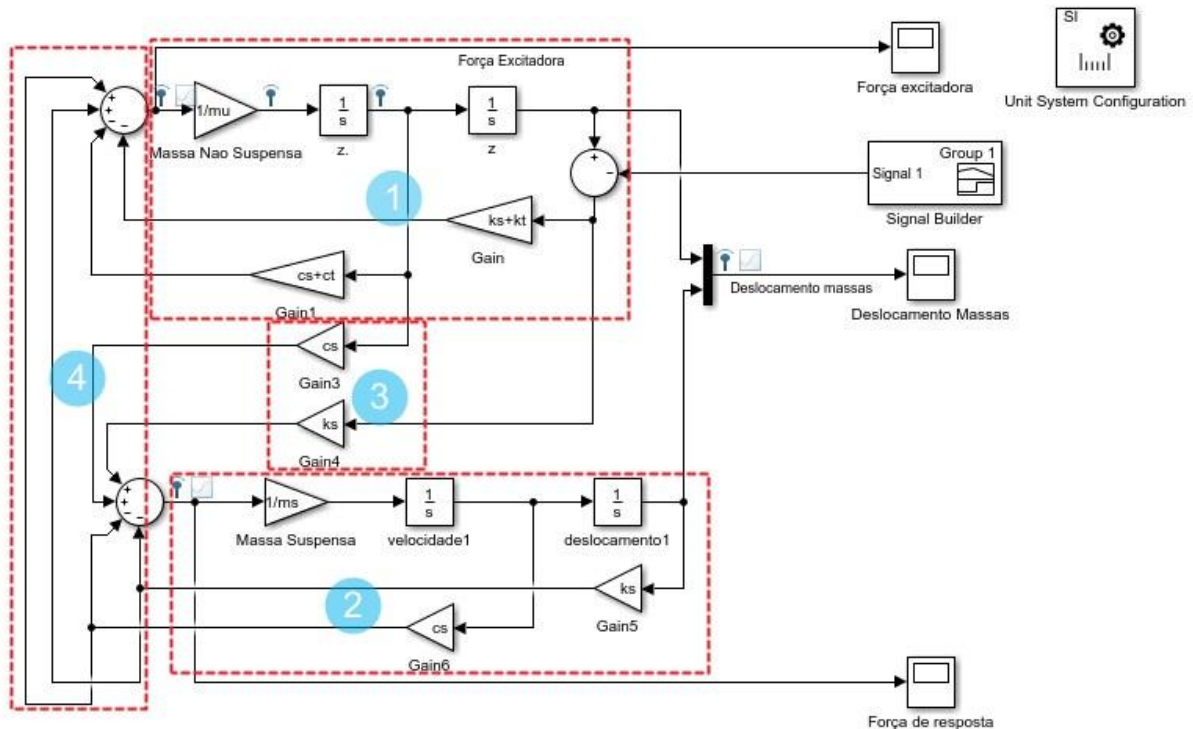 SI
Força excitadora
Unit System Configuration
Força Excitadora
+
+
-
-
1/mu
1
s
1
s
Massa Nao Suspensa
z.
z
+
-
Group 1
Signal 1
Signal Builder
1
ks+kt
Gain
cs+ct
Gain1
Deslocamento massas
Deslocamento Massas
cs
Gain3
4
3
ks
Gain4
+
+
-
-
1/ms
1
s
1
s
Massa Suspensa
velocidade1
deslocamento1
2
ks
Gain5
cs
Gain6
Força de resposta